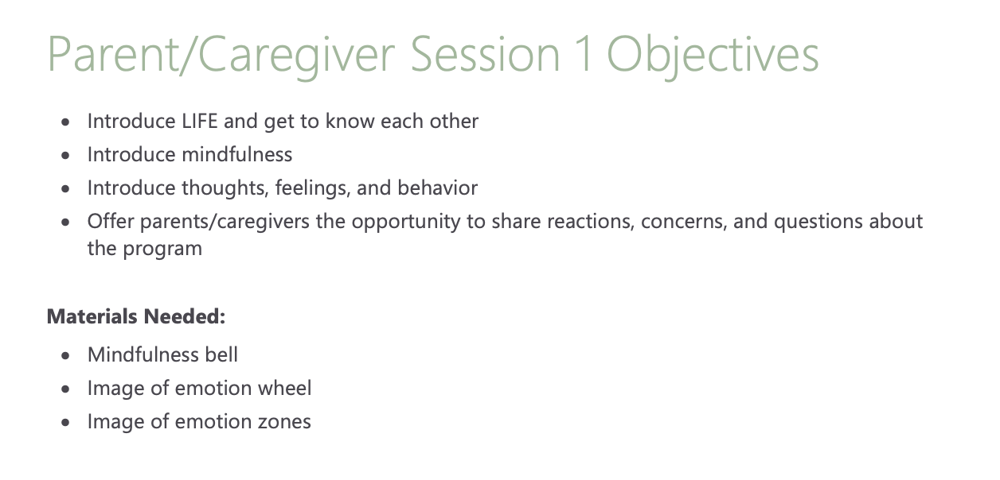 Parent/Caregiver Session 1 Objectives
• Introduce LIFE and get to know each other
• Introduce mindfulness
• Introduce thoughts, feelings, and behavior
• Offer parents/caregivers the opportunity to share reactions, concerns, and questions about
the program
Materials Needed:
• Mindfulness bell
• Image of emotion wheel
• Image of emotion zones